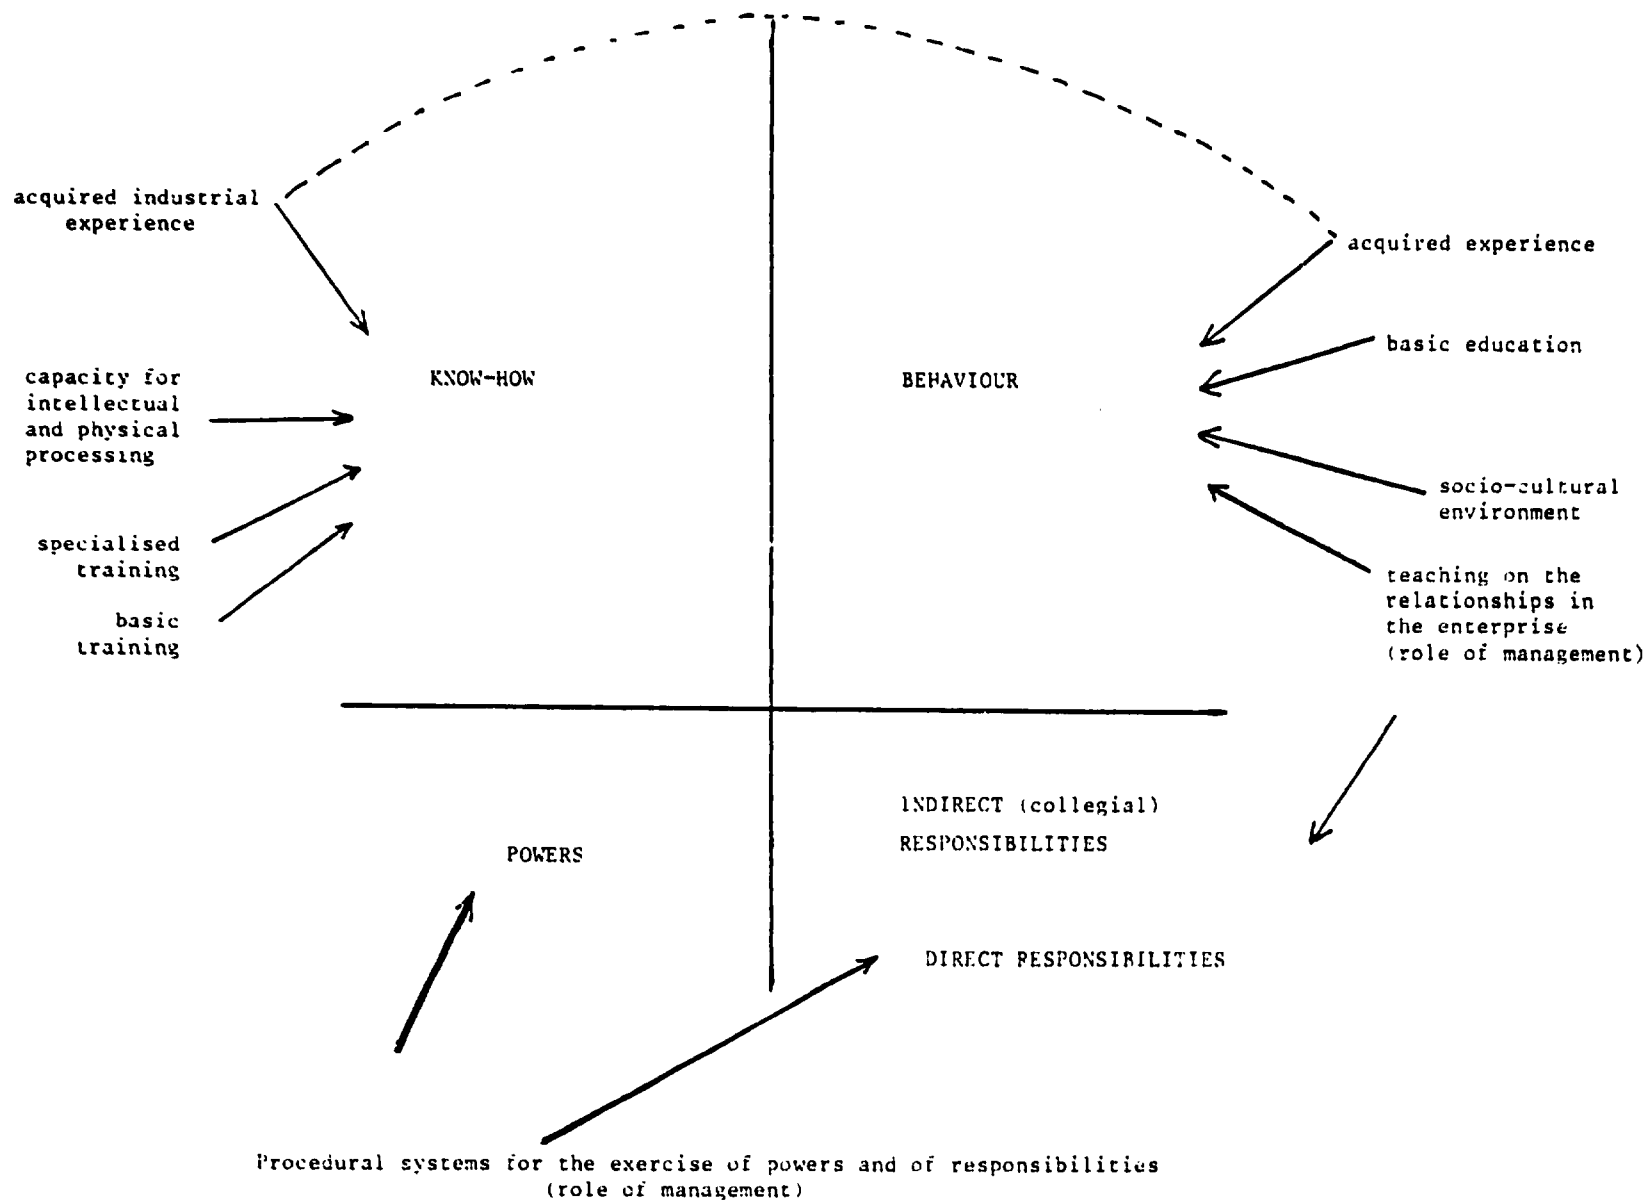 acquired industrial
experience
acquired experience
basic education
capacity for
intellectual
and physical
processing
KNOW-HOW
BEHAVIOUR
socio-cultural
environment
specialised
training
teaching on the
relationships in
the enterprise
(role of management)
basic
training
INDIRECT (collegial)
RESPONSIBILITIES
POWERS
DIRECT RESPONSIBILITIES
Procedural systems for the exercise of powers and of responsibilities
(role of management)